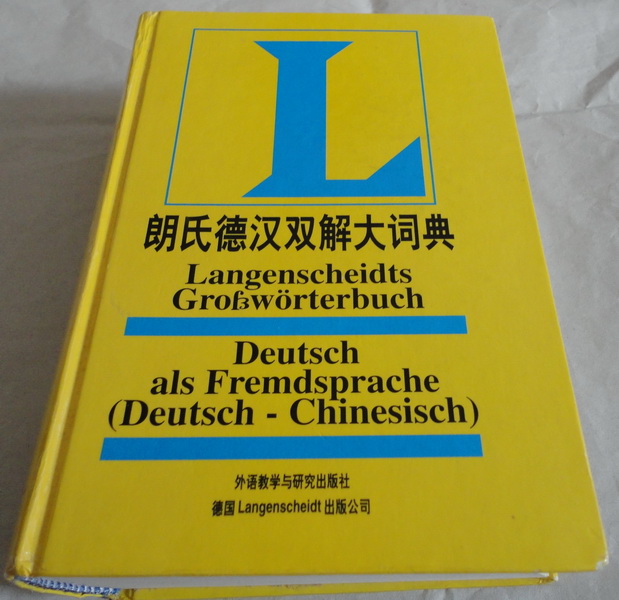 L
朗氏德汉双解大词典
Langenscheidts
Großwörterbuch
Deutsch
als Fremdsprache
(Deutsch - Chinesisch)
外语教学与研究出版社
德国 Langenscheidt 出版公司